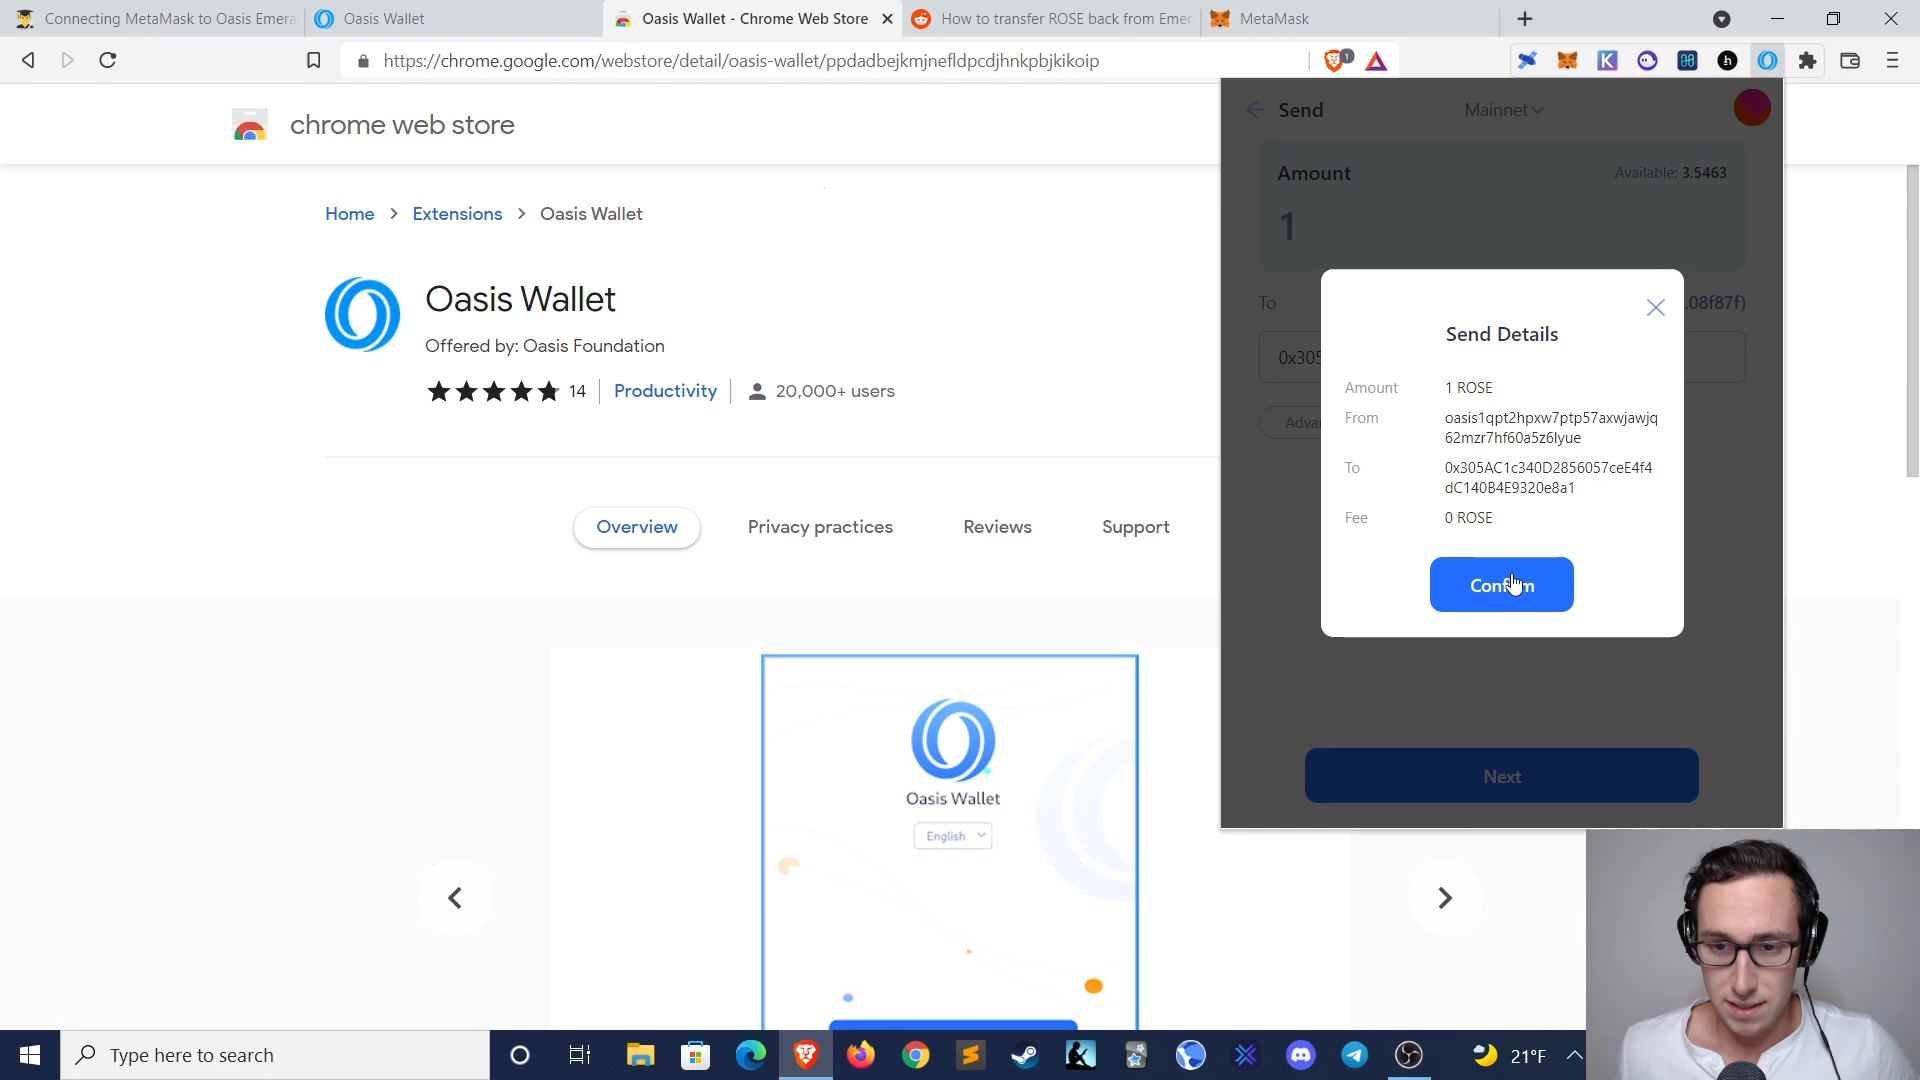 Connecting MetaMask to Oasis Emera
Oasis Wallet
Oasis Wallet - Chrome Web Store
How to transfer ROSE back from Emer
MetaMask
https://chrome.google.com/webstore/detail/oasis-wallet/ppdadbejkmjnefldpcdjhnkpbjkikoip
1
chrome web store
Home > Extensions > Oasis Wallet
Oasis Wallet
Offered by: Oasis Foundation
14
Productivity
20,000+ users
Overview
Privacy practices
Reviews
Support
Oasis Wallet
English
Send
Mainnet
Amount
Available: 3.5463
1
To
.08f87f)
0x305
Adva
Send Details
Amount 1 ROSE
From oasis1qpt2hpxw7ptp57axwjawjq
62mzr7hf60a5z6lyue
To 0x305AC1c340D2856057ceE4f4
dC140B4E9320e8a1
Fee 0 ROSE
Confirm
Next
Type here to search
21°F